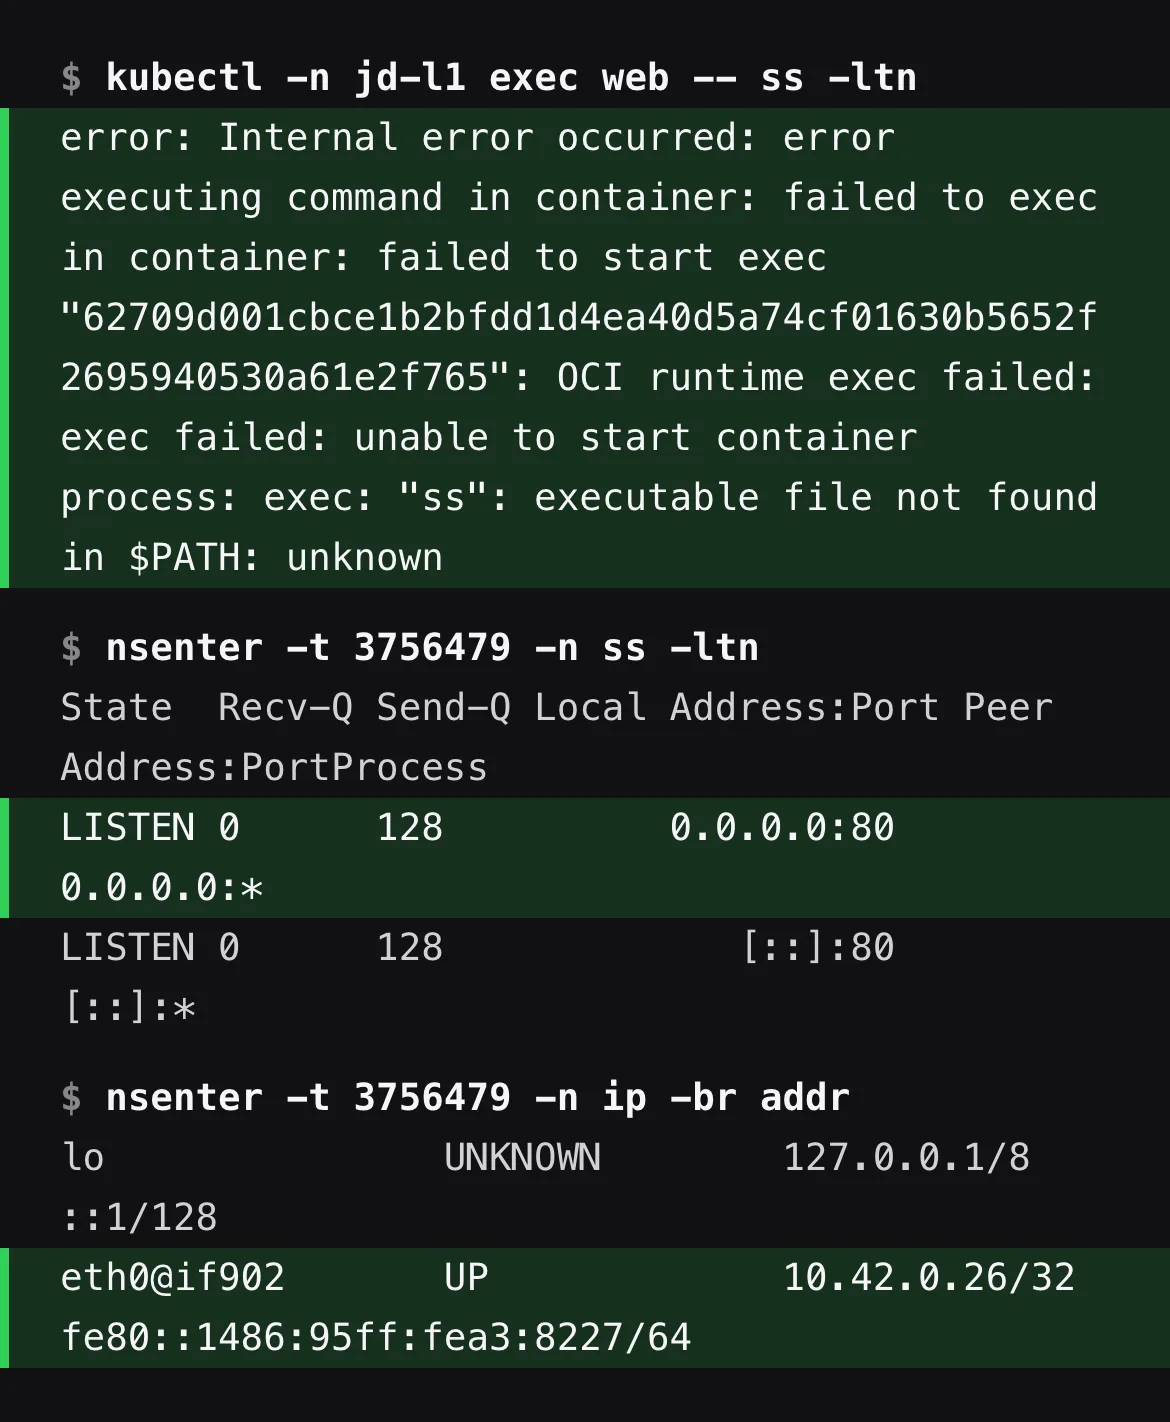 $ kubectl -n jd-l1 exec web -- ss -ltn
error: Internal error occurred: error
executing command in container: failed to exec
in container: failed to start exec
"62709d001cbce1b2bfdd1d4ea40d5a74cf01630b5652f
2695940530a61e2f765": OCI runtime exec failed:
exec failed: unable to start container
process: exec: "ss": executable file not found
in $PATH: unknown
$ nsenter -t 3756479 -n ss -ltn
State  Recv-Q Send-Q Local Address:Port Peer
Address:PortProcess
LISTEN 0      128          0.0.0.0:80
0.0.0.0:*
LISTEN 0      128             [::]:80
[::]:*
$ nsenter -t 3756479 -n ip -br addr
lo               UNKNOWN        127.0.0.1/8
::1/128
eth0@if902       UP             10.42.0.26/32
fe80::1486:95ff:fea3:8227/64